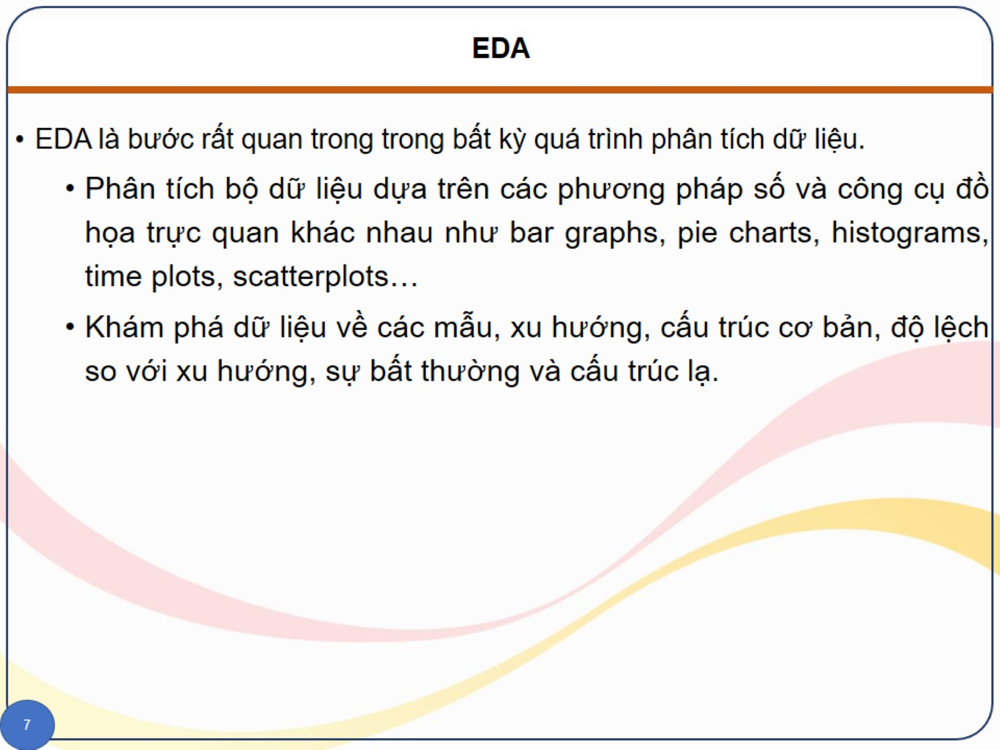 EDA
• EDA là bước rất quan trong trong bất kỳ quá trình phân tích dữ liệu.
• Phân tích bộ dữ liệu dựa trên các phương pháp số và công cụ đồ
họa trực quan khác nhau như bar graphs, pie charts, histograms,
time plots, scatterplots…
• Khám phá dữ liệu về các mẫu, xu hướng, cấu trúc cơ bản, độ lệch
so với xu hướng, sự bất thường và cấu trúc lạ.
7